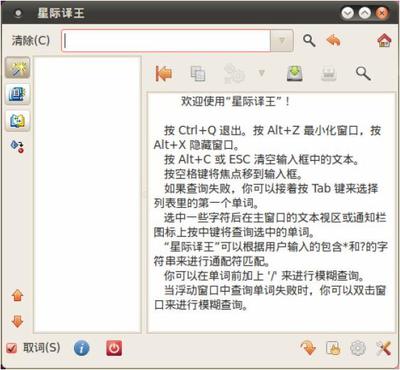 星际译王
清除(C)
欢迎使用“星际译王”！
按 Ctrl+Q 退出。按 Alt+Z 最小化窗口，按
Alt+X 隐藏窗口。
按 Alt+C 或 ESC 清空输入框中的文本。
按空格键将焦点移到输入框。
如果查询失败，你可以接着按 Tab 键来选择
列表里的第一个单词。
选中一些字符后在主窗口的文本视区或通知栏
图标上按中键将查询选中的单词。
“星际译王”可以根据用户输入的包含*和?的字
符串来进行通配符匹配。
你可以在单词前加上 '/' 来进行模糊查询。
当浮动窗口中查询单词失败时，你可以双击窗
口来进行模糊查询。
取词(S)